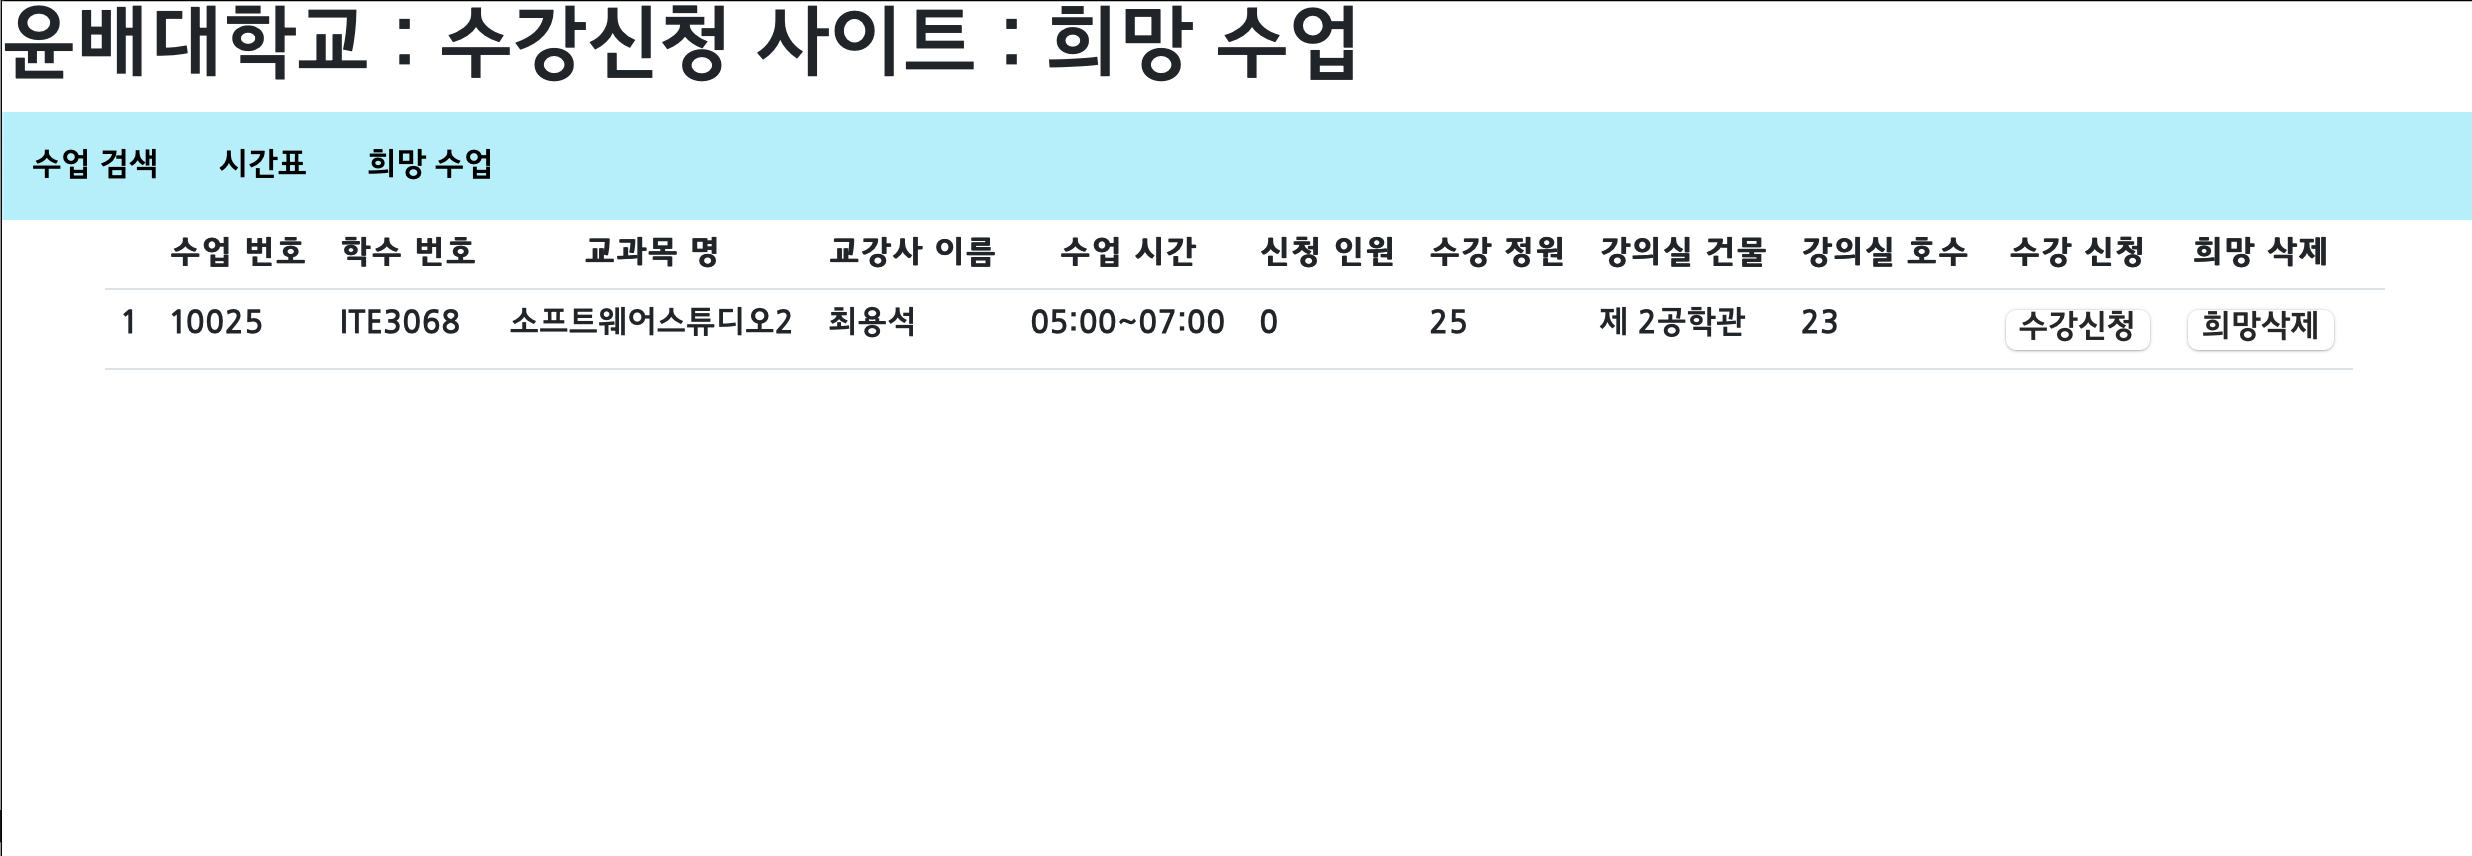 윤배대학교 : 수강신청 사이트 : 희망 수업
수업 검색 시간표 희망 수업
수업 번호 학수 번호 교과목 명 교강사 이름 수업 시간 신청 인원 수강 정원 강의실 건물 강의실 호수 수강 신청 희망 삭제
1 10025 ITE3068 소프트웨어스튜디오2 최용석 05:00~07:00 0 25 제 2공학관 23 수강신청 희망삭제